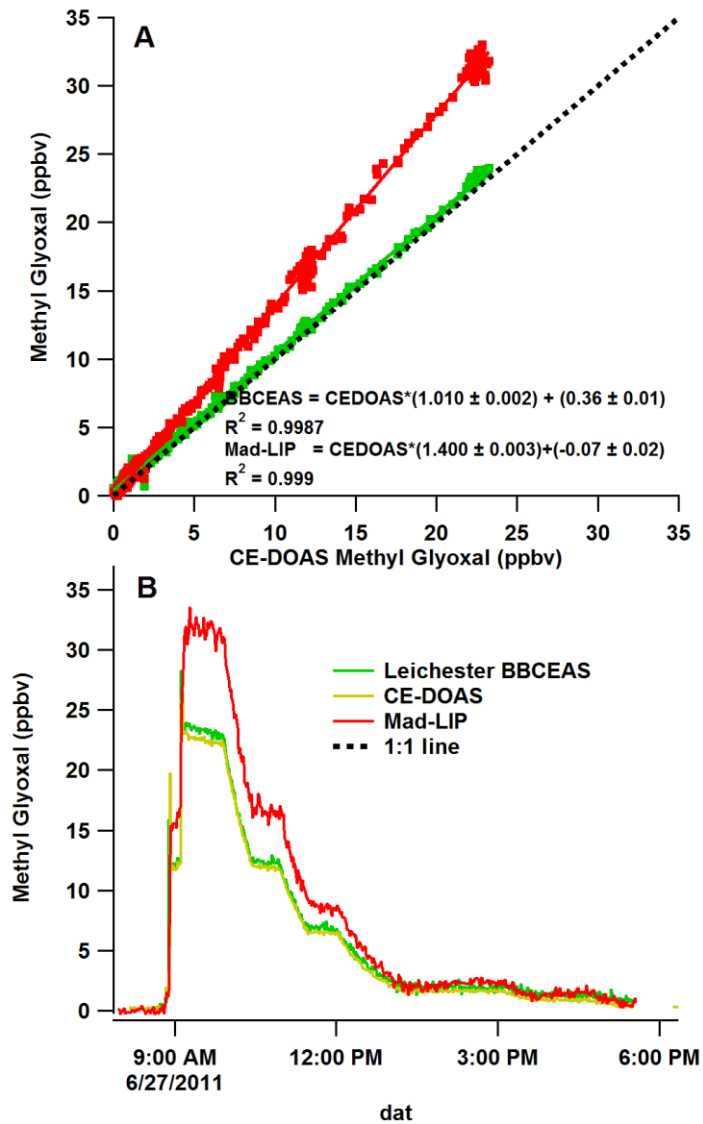 A
35
30
25
20
15
10
5
0
Methyl Glyoxal (ppbv)
BBCEAS = CEDOAS*(1.010 ± 0.002) + (0.36 ± 0.01)
R² = 0.9987
Mad-LIP = CEDOAS*(1.400 ± 0.003)+(-0.07 ± 0.02)
R² = 0.999
0 5 10 15 20 25 30 35
CE-DOAS Methyl Glyoxal (ppbv)
B
35
30
25
20
15
10
5
0
Methyl Glyoxal (ppbv)
Leichester BBCEAS
CE-DOAS
Mad-LIP
1:1 line
9:00 AM 12:00 PM 3:00 PM 6:00 PM
6/27/2011
dat